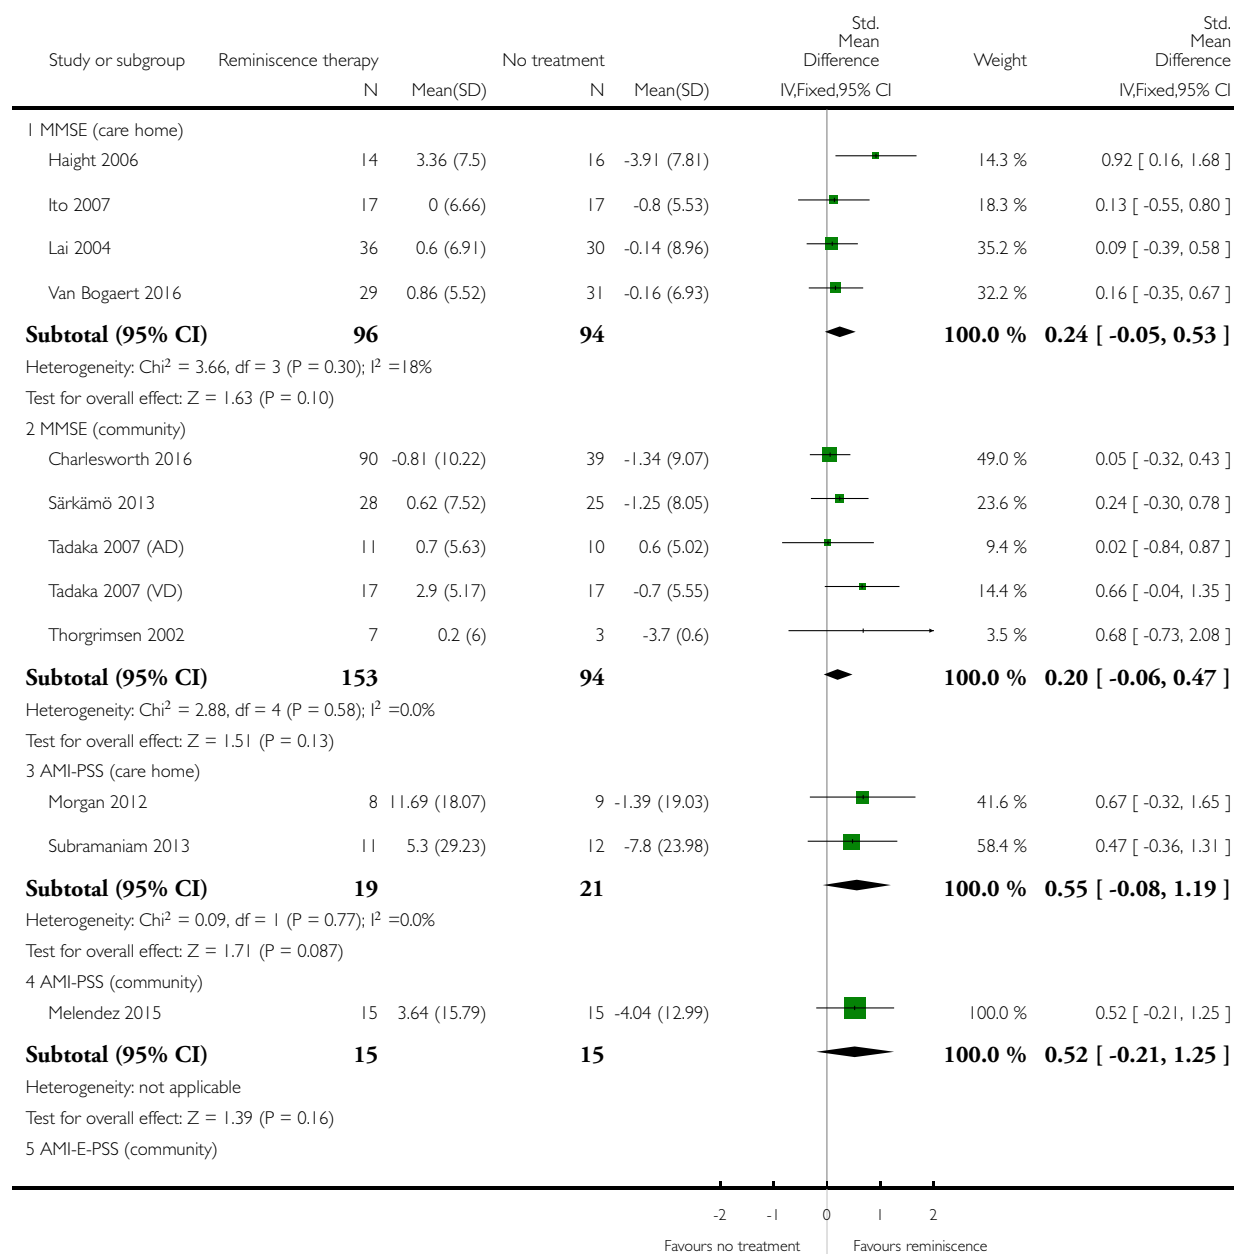 Std. Mean Difference Std. Mean Difference
Study or subgroup Reminiscence therapy No treatment Weight
N Mean(SD) N Mean(SD) IV,Fixed,95% CI IV,Fixed,95% CI
1 MMSE (care home)
Haight 2006 14 3.36 (7.5) 16 -3.91 (7.81) 14.3 % 0.92 [ 0.16, 1.68 ]
Ito 2007 17 0 (6.66) 17 -0.8 (5.53) 18.3 % 0.13 [ -0.55, 0.80 ]
Lai 2004 36 0.6 (6.91) 30 -0.14 (8.96) 35.2 % 0.09 [ -0.39, 0.58 ]
Van Bogaert 2016 29 0.86 (5.52) 31 -0.16 (6.93) 32.2 % 0.16 [ -0.35, 0.67 ]
Subtotal (95% CI) 96 94 100.0 % 0.24 [ -0.05, 0.53 ]
Heterogeneity: Chi² = 3.66, df = 3 (P = 0.30); I² =18%
Test for overall effect: Z = 1.63 (P = 0.10)
2 MMSE (community)
Charlesworth 2016 90 -0.81 (10.22) 39 -1.34 (9.07) 49.0 % 0.05 [ -0.32, 0.43 ]
Särkämö 2013 28 0.62 (7.52) 25 -1.25 (8.05) 23.6 % 0.24 [ -0.30, 0.78 ]
Tadaka 2007 (AD) 11 0.7 (5.63) 10 0.6 (5.02) 9.4 % 0.02 [ -0.84, 0.87 ]
Tadaka 2007 (VD) 17 2.9 (5.17) 17 -0.7 (5.55) 14.4 % 0.66 [ -0.04, 1.35 ]
Thorgrimsen 2002 7 0.2 (6) 3 -3.7 (0.6) 3.5 % 0.68 [ -0.73, 2.08 ]
Subtotal (95% CI) 153 94 100.0 % 0.20 [ -0.06, 0.47 ]
Heterogeneity: Chi² = 2.88, df = 4 (P = 0.58); I² =0.0%
Test for overall effect: Z = 1.51 (P = 0.13)
3 AMI-PSS (care home)
Morgan 2012 8 11.69 (18.07) 9 -1.39 (19.03) 41.6 % 0.67 [ -0.32, 1.65 ]
Subramaniam 2013 11 5.3 (29.23) 12 -7.8 (23.98) 58.4 % 0.47 [ -0.36, 1.31 ]
Subtotal (95% CI) 19 21 100.0 % 0.55 [ -0.08, 1.19 ]
Heterogeneity: Chi² = 0.09, df = 1 (P = 0.77); I² =0.0%
Test for overall effect: Z = 1.71 (P = 0.087)
4 AMI-PSS (community)
Melendez 2015 15 3.64 (15.79) 15 -4.04 (12.99) 100.0 % 0.52 [ -0.21, 1.25 ]
Subtotal (95% CI) 15 15 100.0 % 0.52 [ -0.21, 1.25 ]
Heterogeneity: not applicable
Test for overall effect: Z = 1.39 (P = 0.16)
5 AMI-E-PSS (community)
-2 -1 0 1 2
Favours no treatment Favours reminiscence